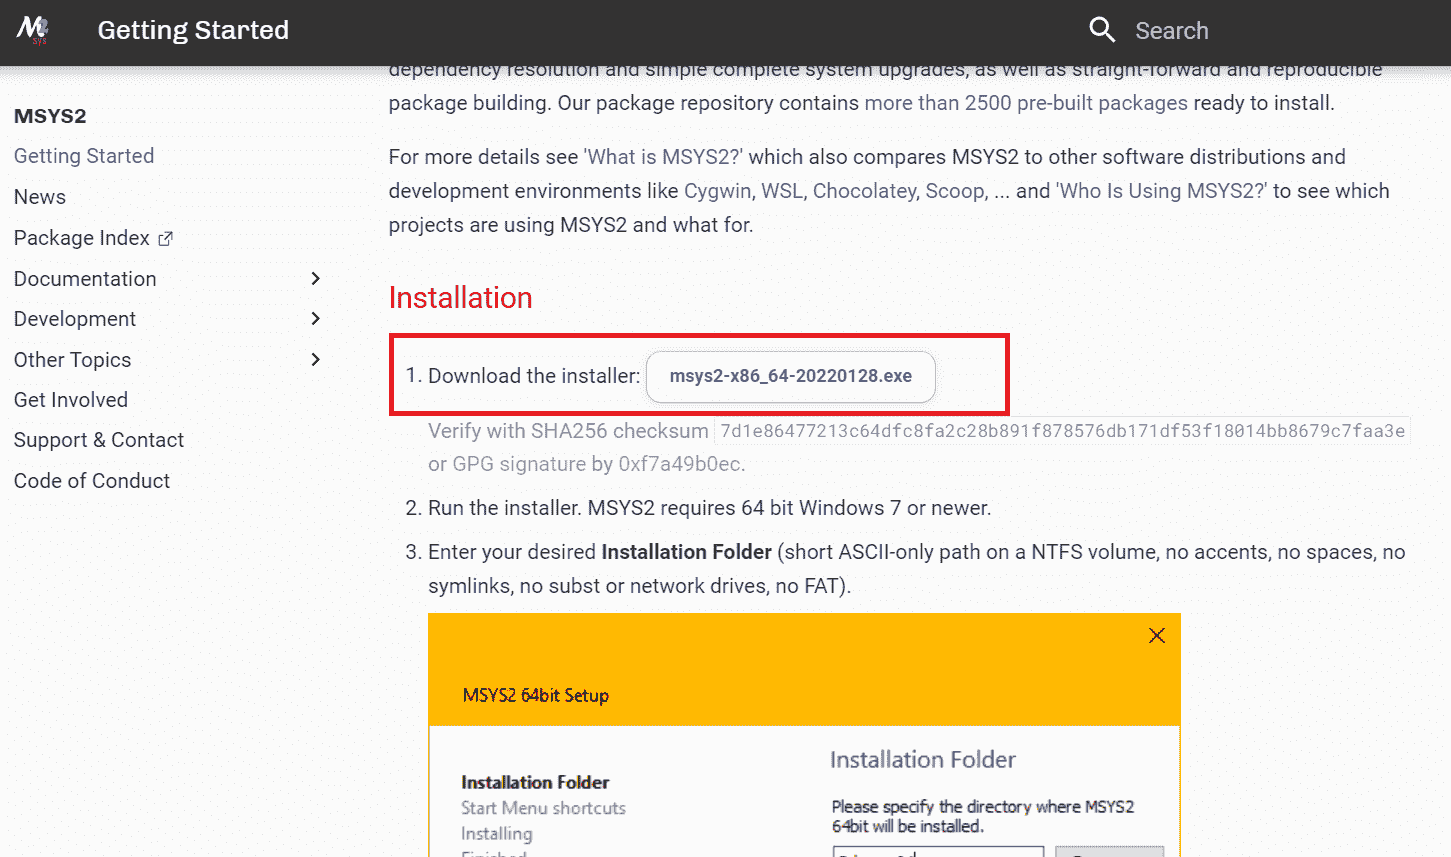 Getting Started
Search
MSYS2
Getting Started
News
Package Index
Documentation
Development
Other Topics
Get Involved
Support & Contact
Code of Conduct
dependency resolution and simple complete system upgrades, as well as straight-forward and reproducible
package building. Our package repository contains more than 2500 pre-built packages ready to install.
For more details see 'What is MSYS2?' which also compares MSYS2 to other software distributions and
development environments like Cygwin, WSL, Chocolatey, Scoop, ... and 'Who Is Using MSYS2?' to see which
projects are using MSYS2 and what for.
Installation
1. Download the installer: msys2-x86_64-20220128.exe
Verify with SHA256 checksum 7d1e86477213c64dfc8fa2c28b891f878576db171df53f18014bb8679c7faa3e
or GPG signature by 0xf7a49b0ec.
2. Run the installer. MSYS2 requires 64 bit Windows 7 or newer.
3. Enter your desired Installation Folder (short ASCII-only path on a NTFS volume, no accents, no spaces, no
symlinks, no subst or network drives, no FAT).
MSYS2 64bit Setup
Installation Folder
Start Menu shortcuts
Installing
Finished
Installation Folder
Please specify the directory where MSYS2
64bit will be installed.